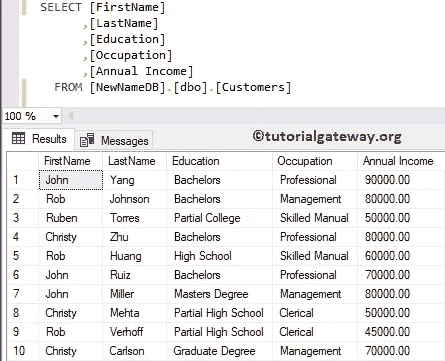 SELECT [FirstName]
,[LastName]
,[Education]
,[Occupation]
,[Annual Income]
FROM [NewNameDB].[dbo].[Customers]
100 %
Results Messages
©tutorialgateway.org
FirstName LastName Education Occupation Annual Income
1 John Yang Bachelors Professional 90000.00
2 Rob Johnson Bachelors Management 80000.00
3 Ruben Torres Partial College Skilled Manual 50000.00
4 Christy Zhu Bachelors Professional 80000.00
5 Rob Huang High School Skilled Manual 60000.00
6 John Ruiz Bachelors Professional 70000.00
7 John Miller Masters Degree Management 80000.00
8 Christy Mehta Partial High School Clerical 50000.00
9 Rob Verhoff Partial High School Clerical 45000.00
10 Christy Carlson Graduate Degree Management 70000.00